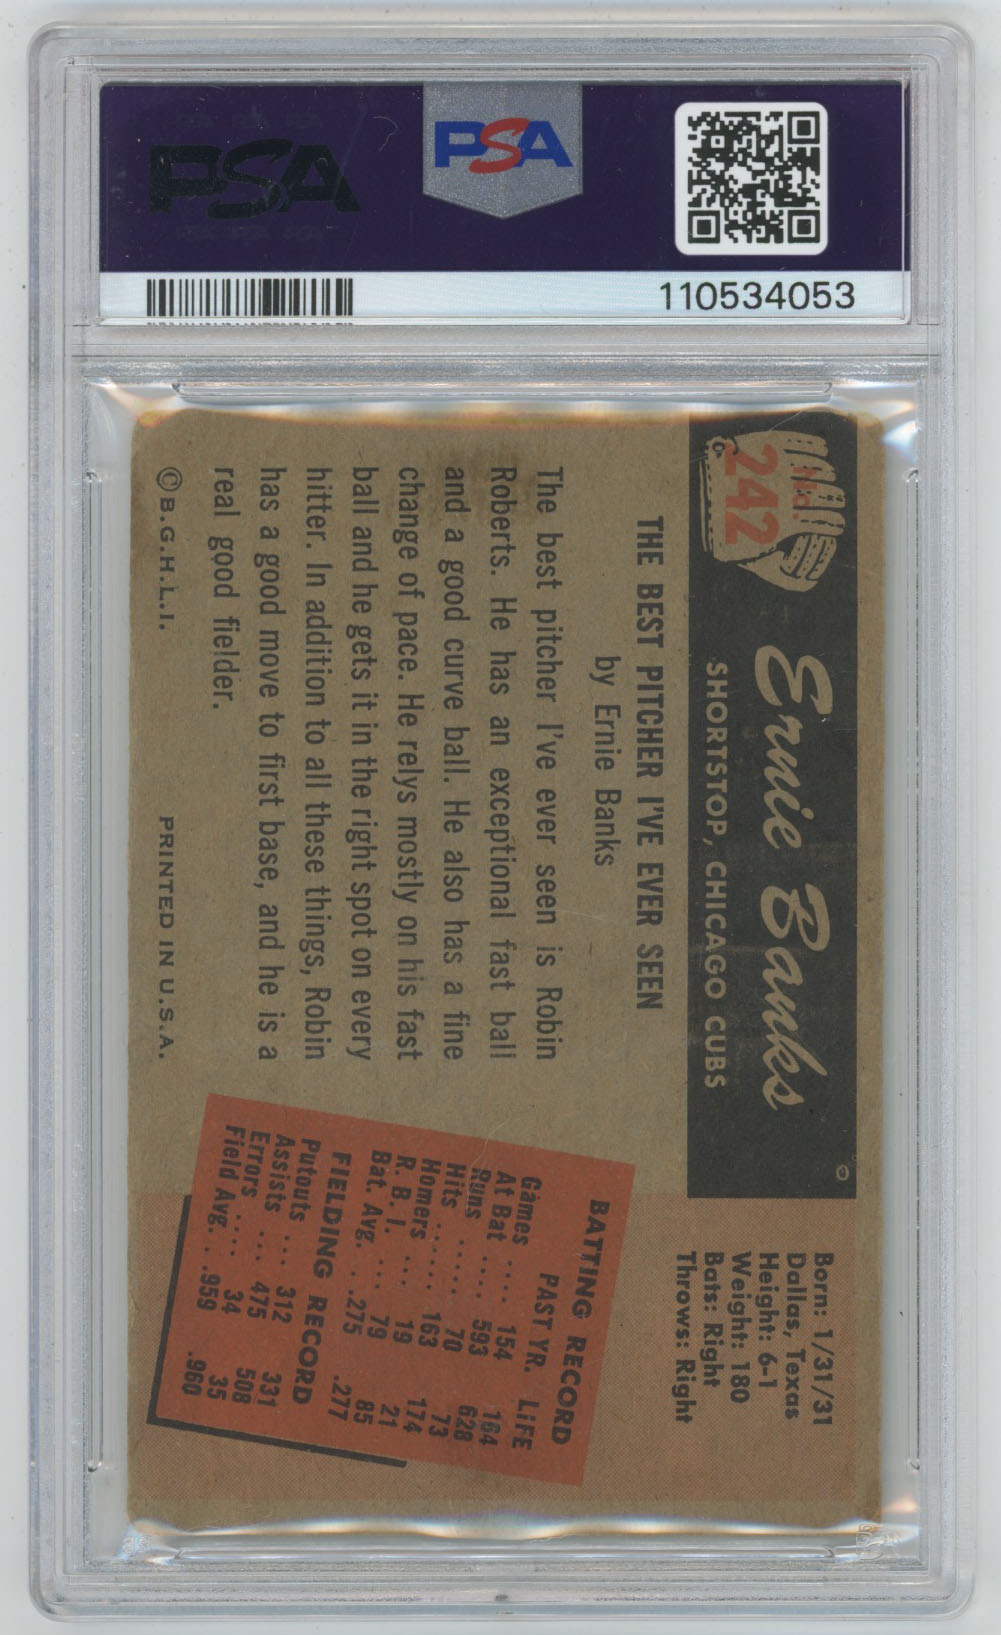 PSA
PSA
110534053
No.
242
Ernie Banks
SHORTSTOP, CHICAGO CUBS
Born: 1/31/31
Dallas, Texas
Height: 6-1
Weight: 180
Bats: Right
Throws: Right
THE BEST PITCHER I'VE EVER SEEN
by Ernie Banks
The best pitcher I've ever seen is Robin
Roberts. He has an exceptional fast ball
and a good curve ball. He also has a fine
change of pace. He relys mostly on his fast
ball and he gets it in the right spot on every
hitter. In addition to all these things, Robin
has a good move to first base, and he is a
real good fielder.
©B.G.H.L.I. PRINTED IN U.S.A.
BATTING RECORD
PAST YR. LIFE
Games .... 154 164
At Bat .... 593 628
Runs ..... 70 73
Hits ...... 163 174
Homers ... 19 21
R. B. I. .... 79 85
Bat. Avg. .. .275 .277
FIELDING RECORD
Putouts ... 312 331
Assists ... 475 508
Errors .... 34 35
Field Avg. . .959 .960